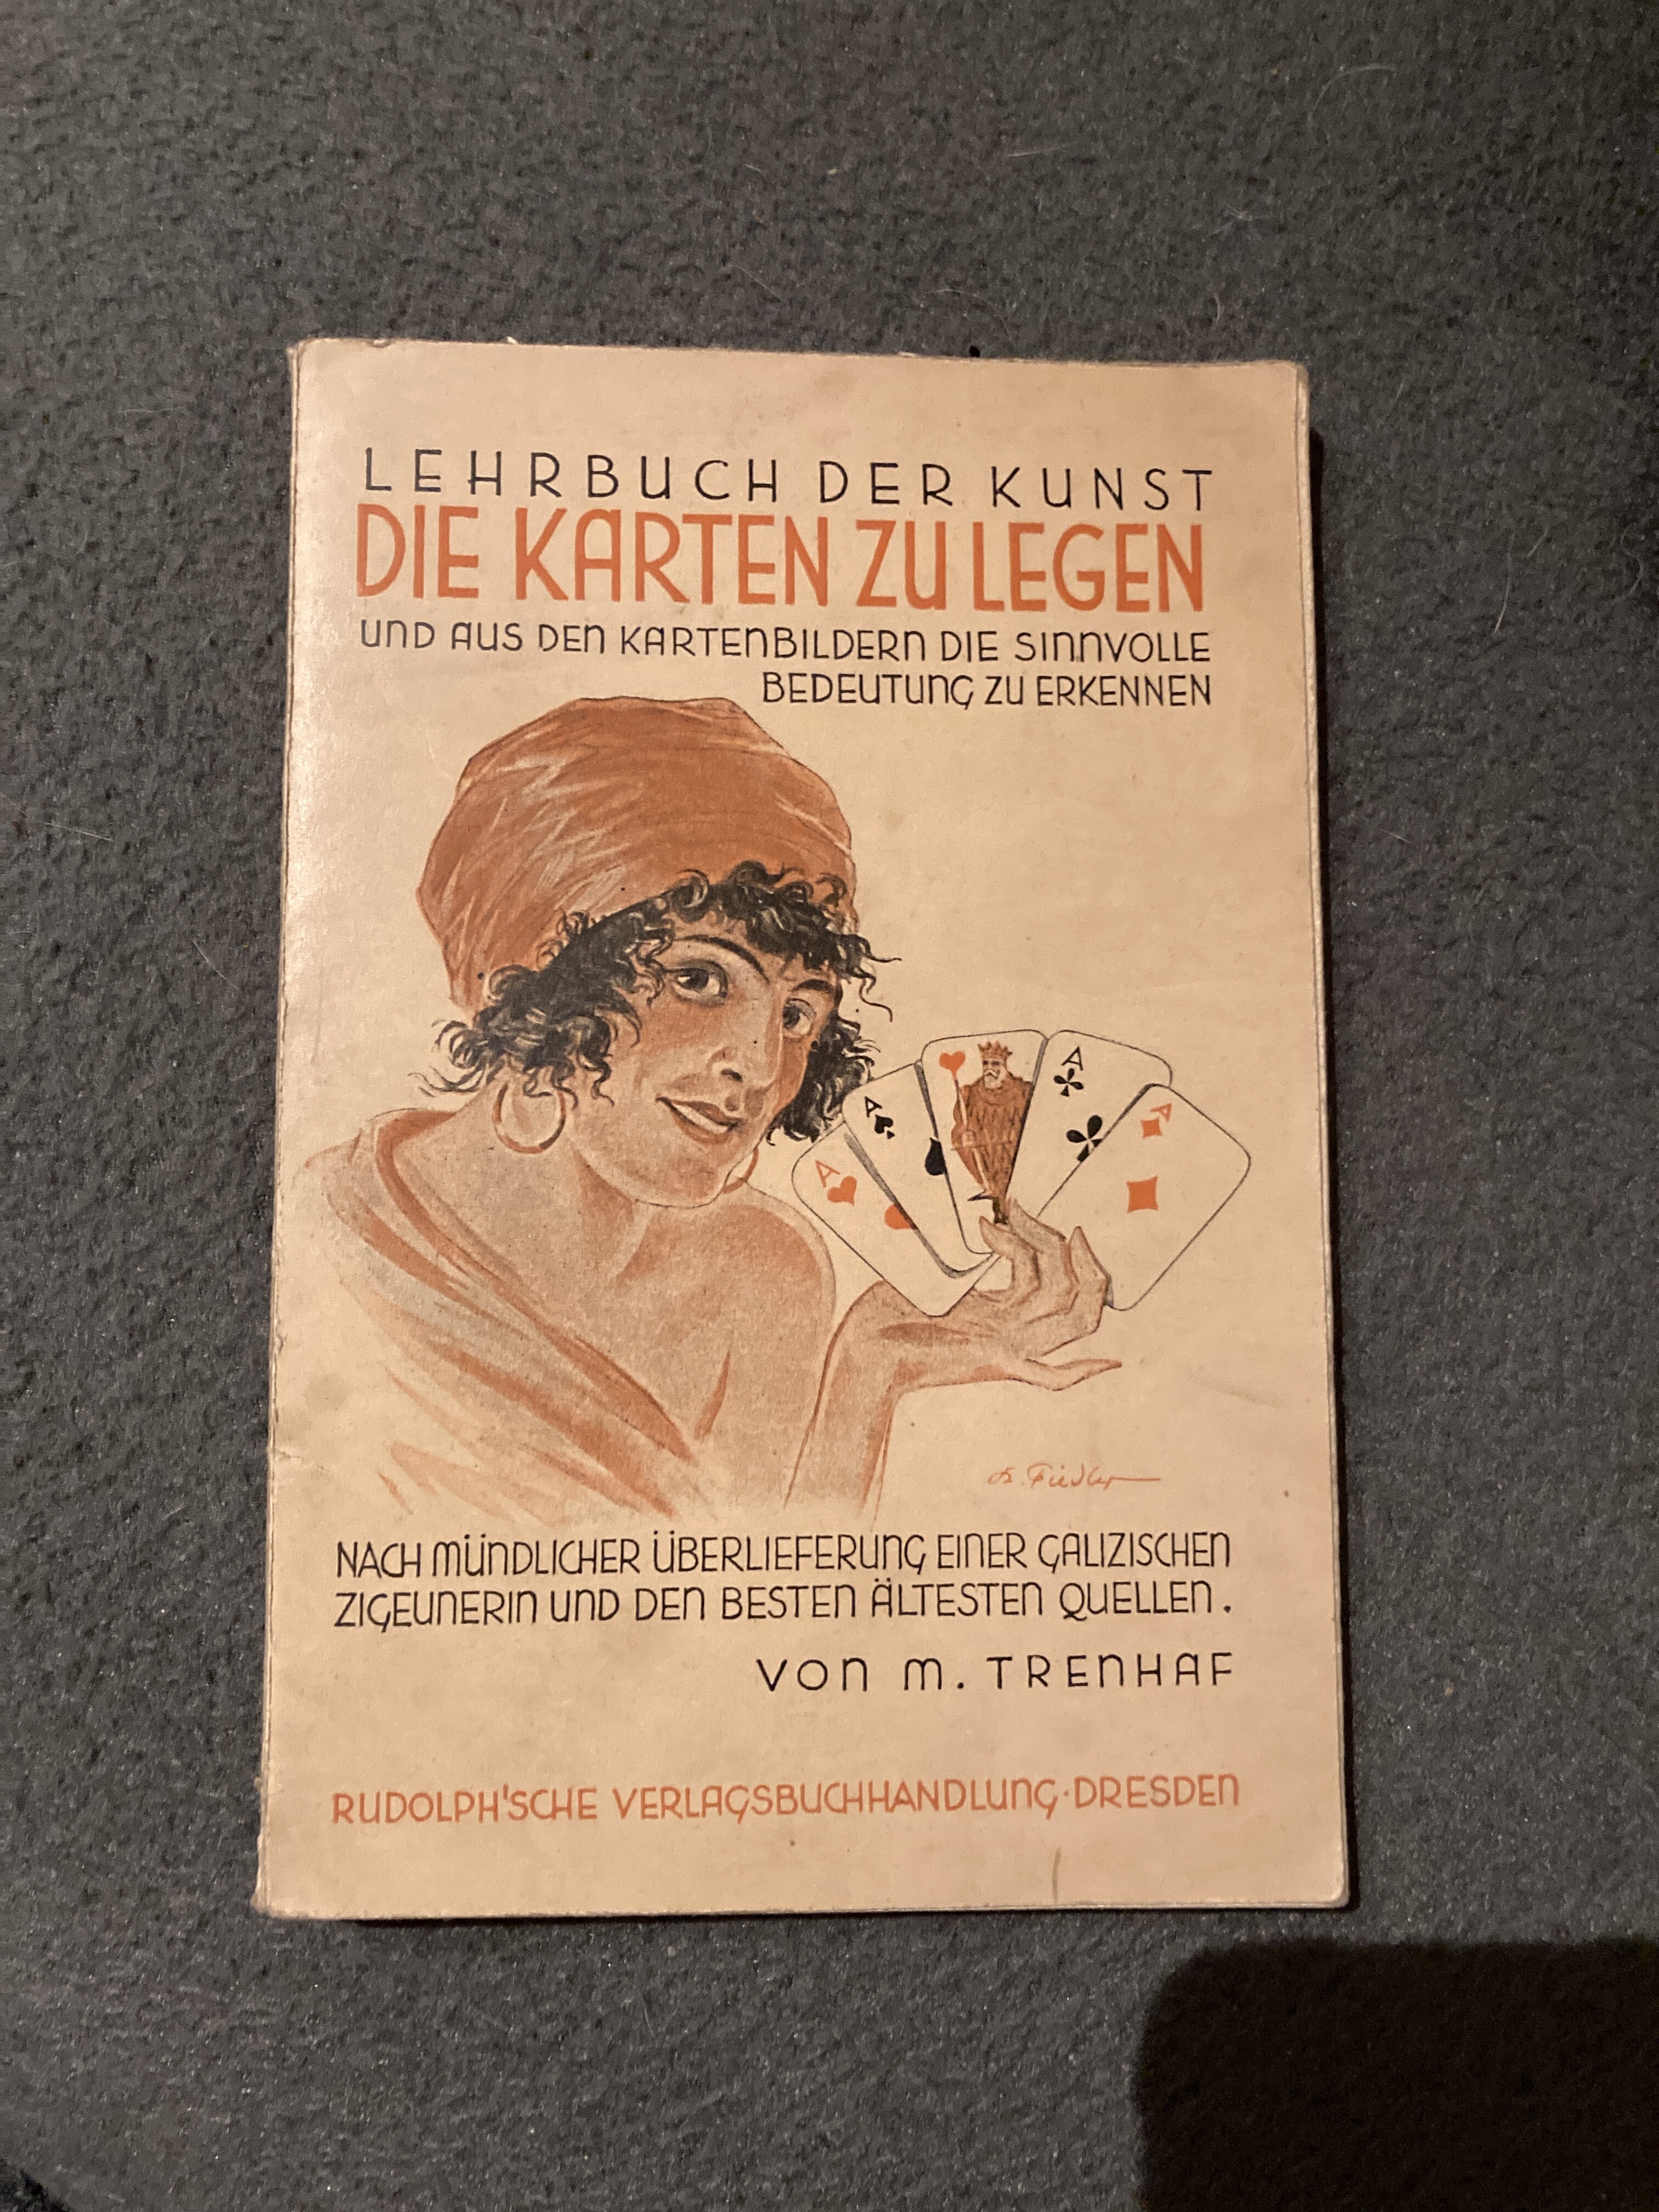 LEHRBUCH DER KUNST
DIE KARTEN ZU LEGEN
UND AUS DEN KARTENBILDERN DIE SINNVOLLE
BEDEUTUNG ZU ERKENNEN
A
A
A
A
Fiedler
NACH MÜNDLICHER ÜBERLIEFERUNG EINER GALIZISCHEN
ZIGEUNERIN UND DEN BESTEN ÄLTESTEN QUELLEN.
VON M. TRENHAF
RUDOLPH'SCHE VERLAGSBUCHHANDLUNG·DRESDEN